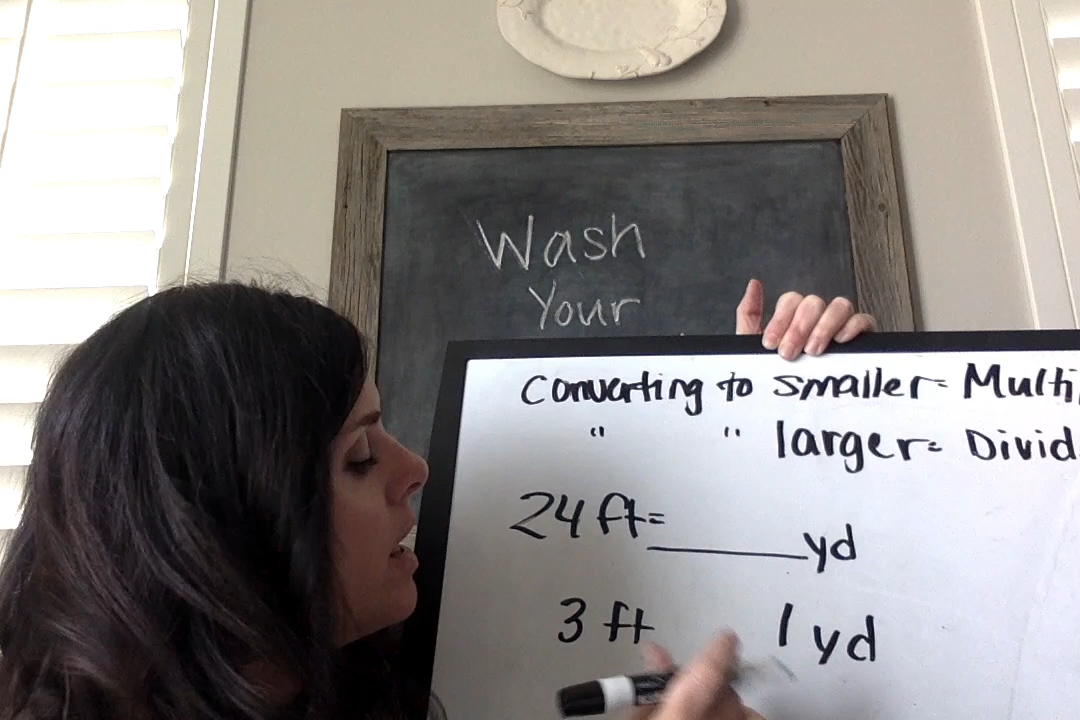 Wash
Your
Converting to smaller= Multi
" " larger= Divid
24 ft= ______ yd
3 ft 1 yd